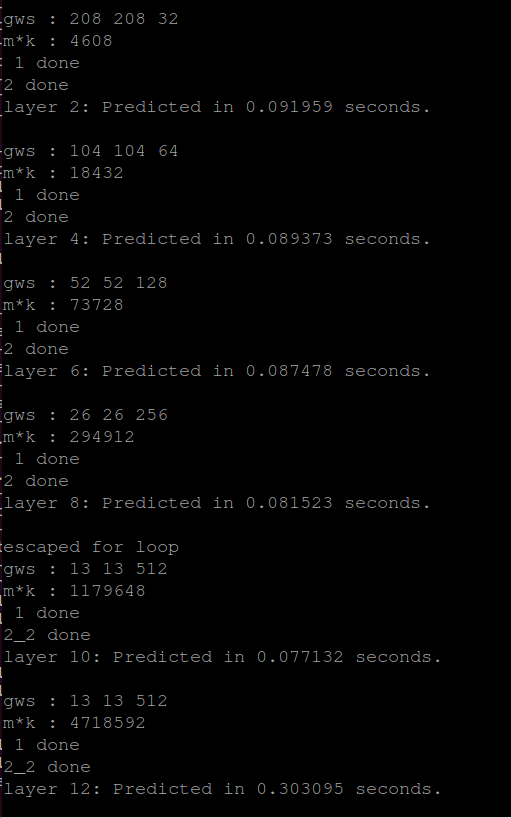 gws : 208 208 32
m*k : 4608
1 done
2 done
layer 2: Predicted in 0.091959 seconds.
gws : 104 104 64
m*k : 18432
1 done
2 done
layer 4: Predicted in 0.089373 seconds.
gws : 52 52 128
m*k : 73728
1 done
2 done
layer 6: Predicted in 0.087478 seconds.
gws : 26 26 256
m*k : 294912
1 done
2 done
layer 8: Predicted in 0.081523 seconds.
escaped for loop
gws : 13 13 512
m*k : 1179648
1 done
2_2 done
layer 10: Predicted in 0.077132 seconds.
gws : 13 13 512
m*k : 4718592
1 done
2_2 done
layer 12: Predicted in 0.303095 seconds.